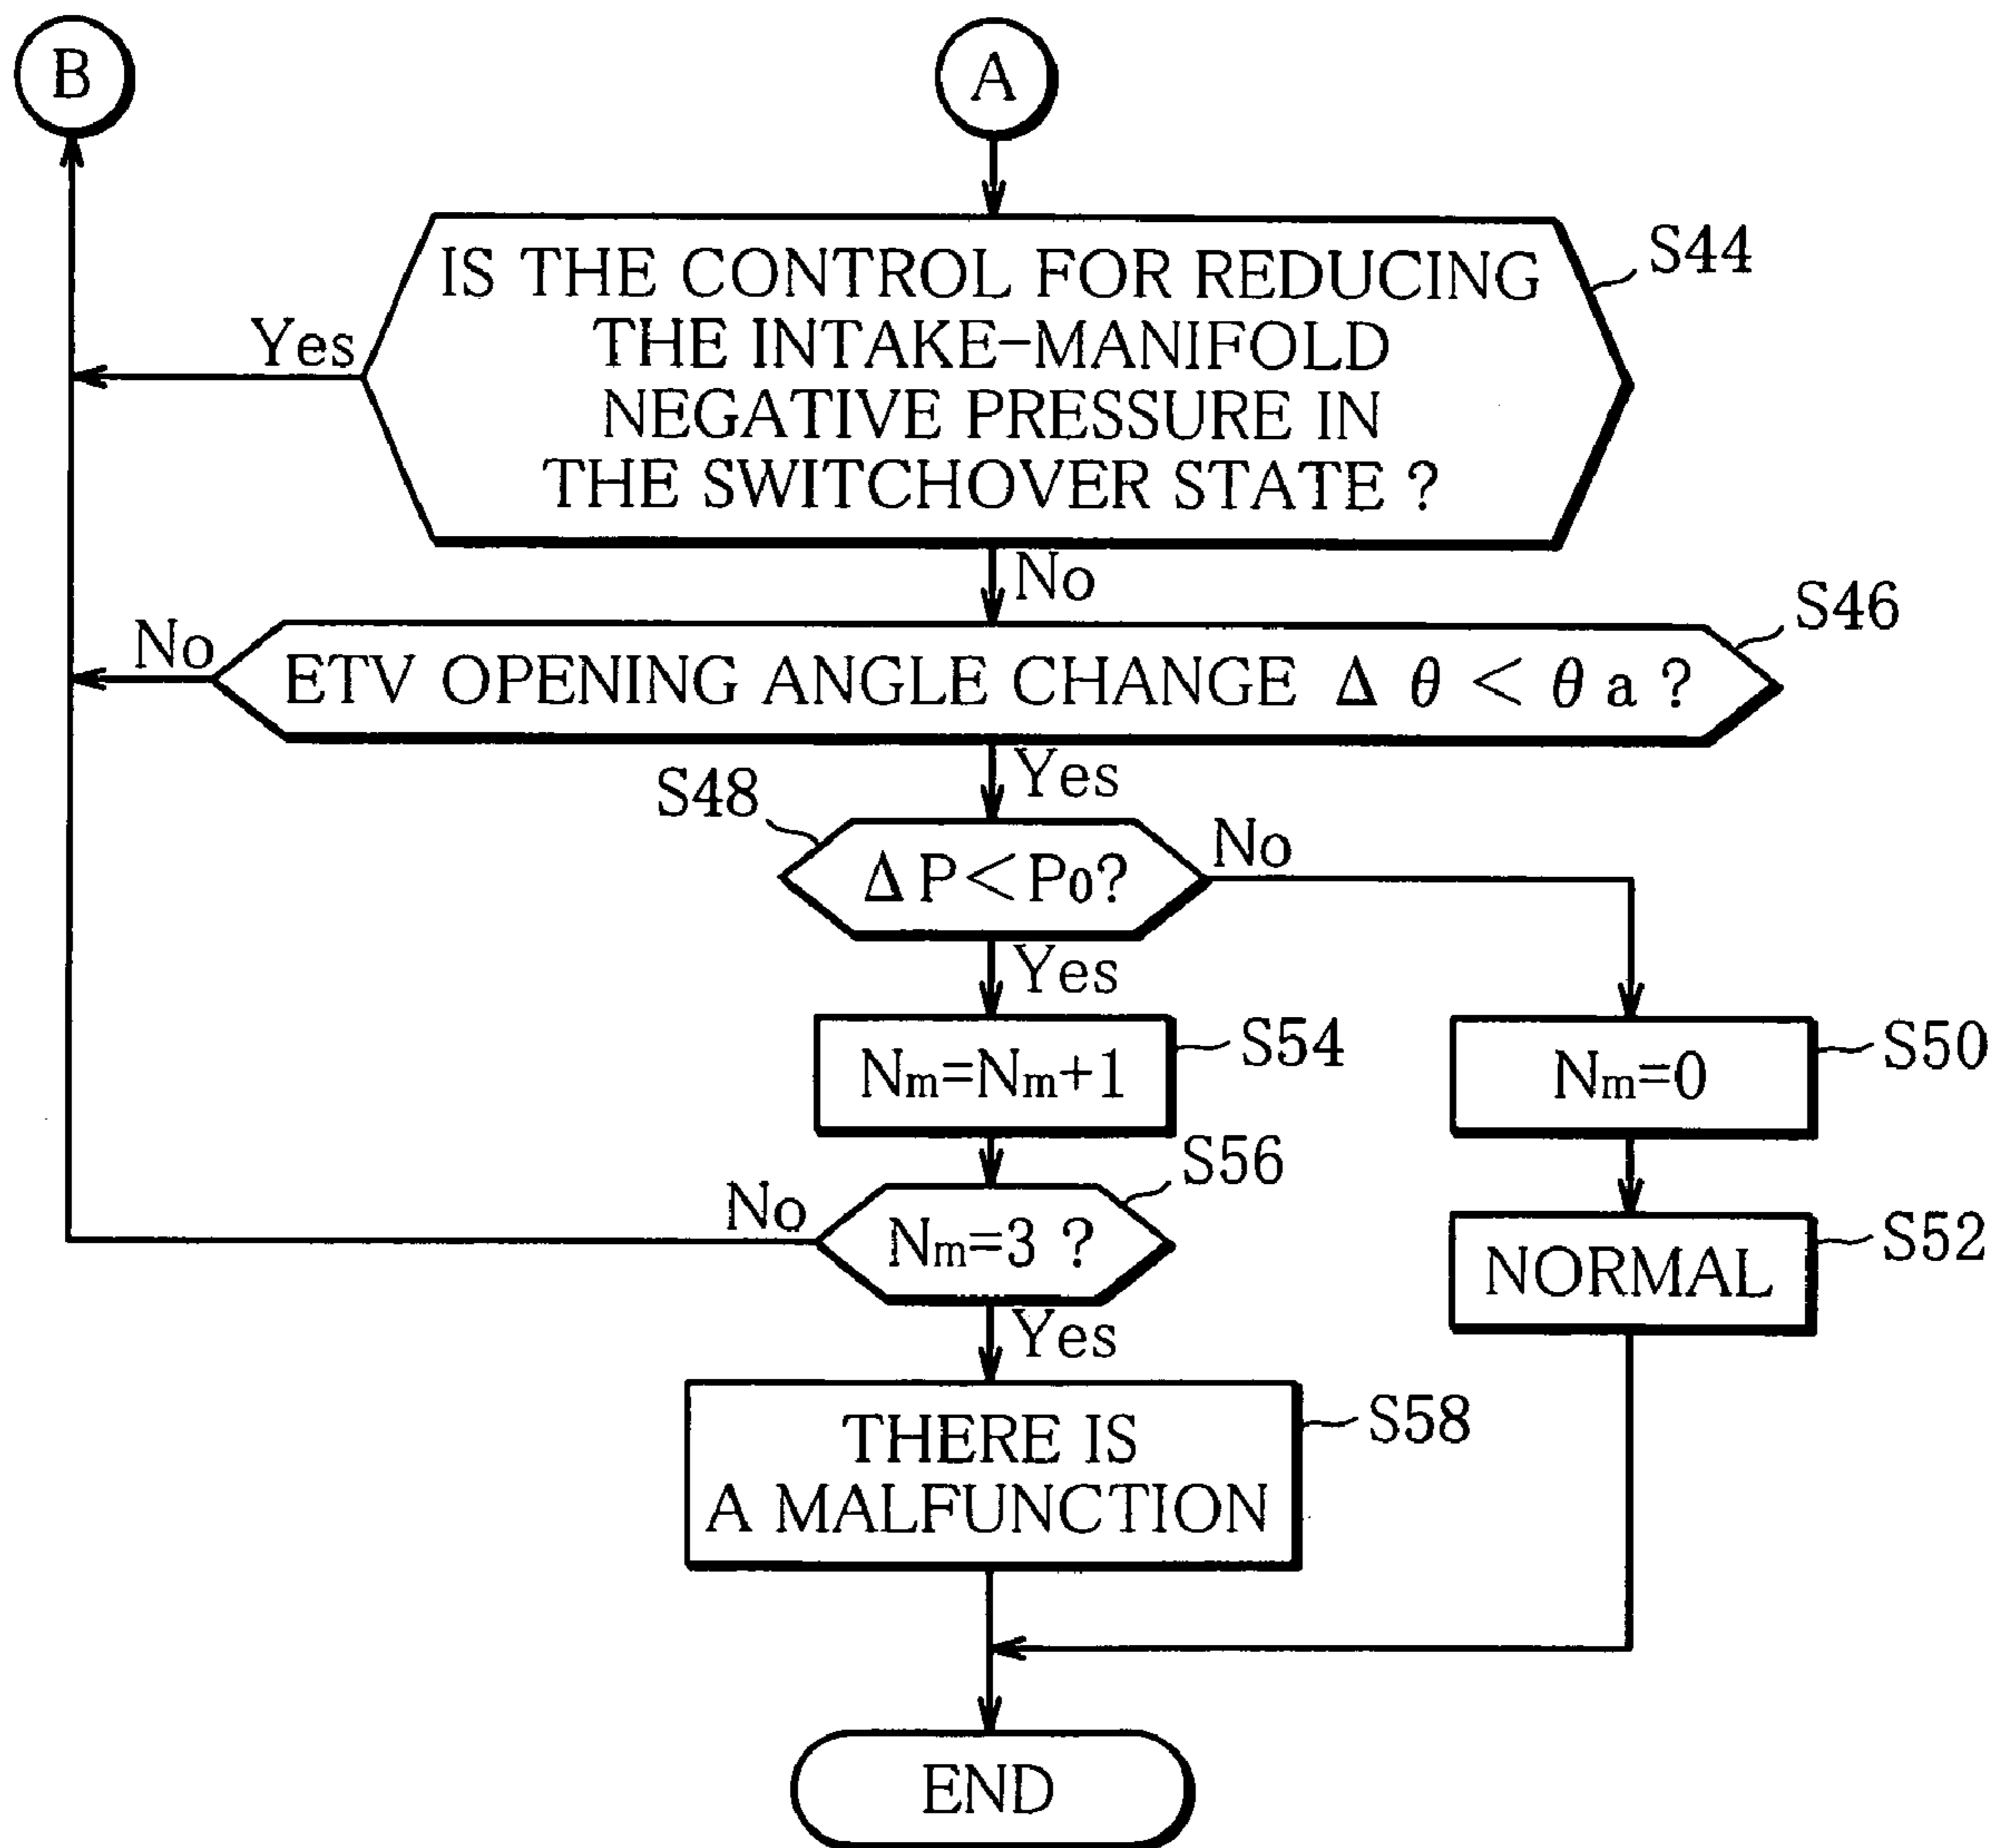 B
A
IS THE CONTROL FOR REDUCING
THE INTAKE-MANIFOLD
NEGATIVE PRESSURE IN
THE SWITCHOVER STATE ?
S44
Yes
No
ETV OPENING ANGLE CHANGE Δ θ < θ a ?
S46
No
Yes
S48
Δ P<P0?
No
Yes
Nm=Nm+1
S54
Nm=0
S50
Nm=3 ?
S56
No
NORMAL
S52
Yes
THERE IS
A MALFUNCTION
S58
END